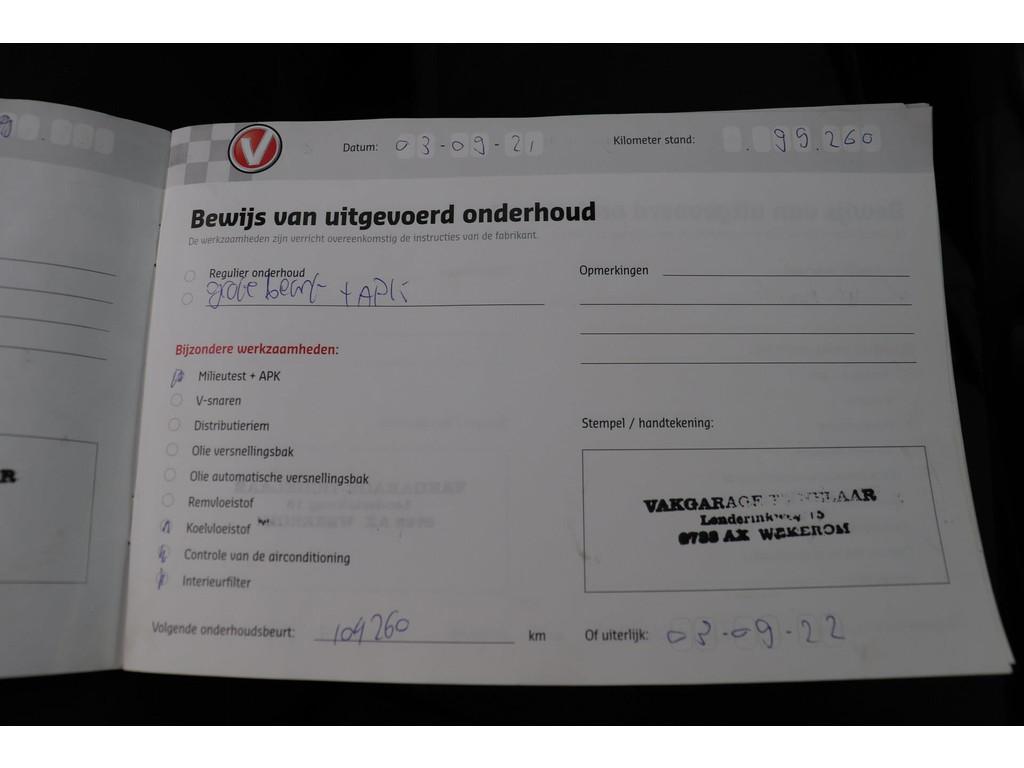 V
Datum: 03-09-21
Kilometer stand: 99.260
Bewijs van uitgevoerd onderhoud
De werkzaamheden zijn verricht overeenkomstig de instructies van de fabrikant.
Regulier onderhoud
grote beurt + APK
Opmerkingen
Bijzondere werkzaamheden:
Milieutest + APK
V-snaren
Distributieriem
Olie versnellingsbak
Olie automatische versnellingsbak
Remvloeistof
Koelvloeistof
Controle van de airconditioning
Interieurfilter
Stempel / handtekening:
VAKGARAGE
Lunderinkweg 15
6733 AX WEKEROM
Volgende onderhoudsbeurt: 104260 km
Of uiterlijk: 03-09-22